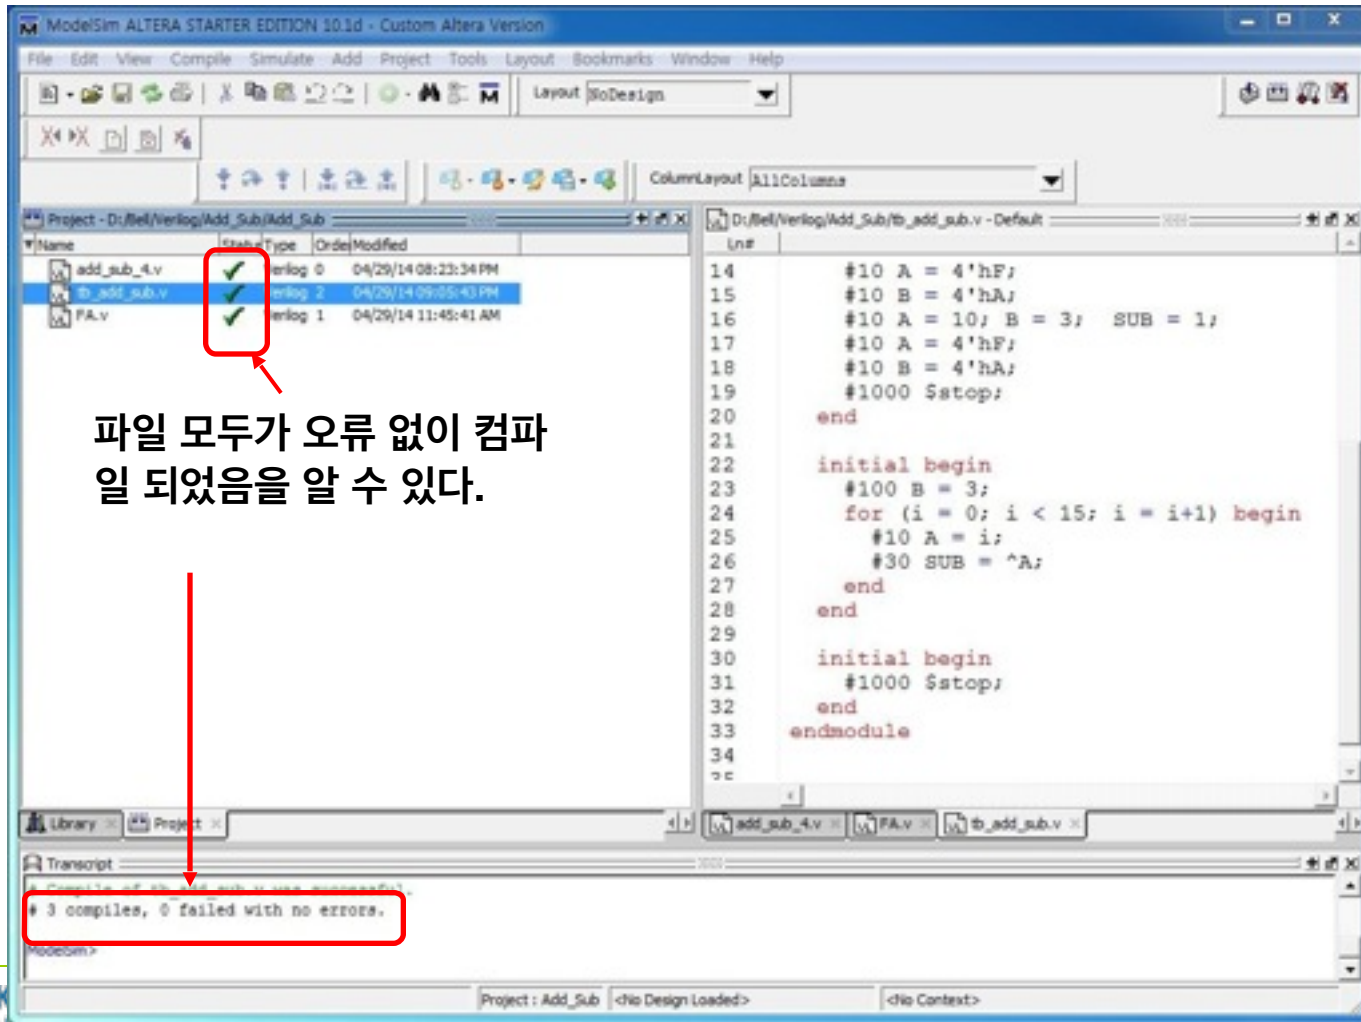 ModelSim ALTERA STARTER EDITION 10.1d - Custom Altera Version
File Edit View Compile Simulate Add Project Tools Layout Bookmarks Window Help
Layout NoDesign
ColumnLayout AllColumns
Project - D:/Bell/Verilog/Add_Sub/Add_Sub
Name Status Type Order Modified
add_sub_4.v Verilog 0 04/29/14 08:23:34 PM
tb_add_sub.v Verilog 2 04/29/14 09:05:43 PM
FA.v Verilog 1 04/29/14 11:45:41 AM
파일 모두가 오류 없이 컴파
일 되었음을 알 수 있다.
Library Project
D:/Bell/Verilog/Add_Sub/tb_add_sub.v - Default
Ln#
14 #10 A = 4'hF;
15 #10 B = 4'hA;
16 #10 A = 10; B = 3; SUB = 1;
17 #10 A = 4'hF;
18 #10 B = 4'hA;
19 #1000 $stop;
20 end
21
22 initial begin
23 #100 B = 3;
24 for (i = 0; i < 15; i = i+1) begin
25 #10 A = i;
26 #30 SUB = ^A;
27 end
28 end
29
30 initial begin
31 #1000 $stop;
32 end
33 endmodule
34
35
add_sub_4.v FA.v tb_add_sub.v
Transcript
# Compile of tb_add_sub.v was successful.
# 3 compiles, 0 failed with no errors.
ModelSim>
Project : Add_Sub <No Design Loaded> <No Context>